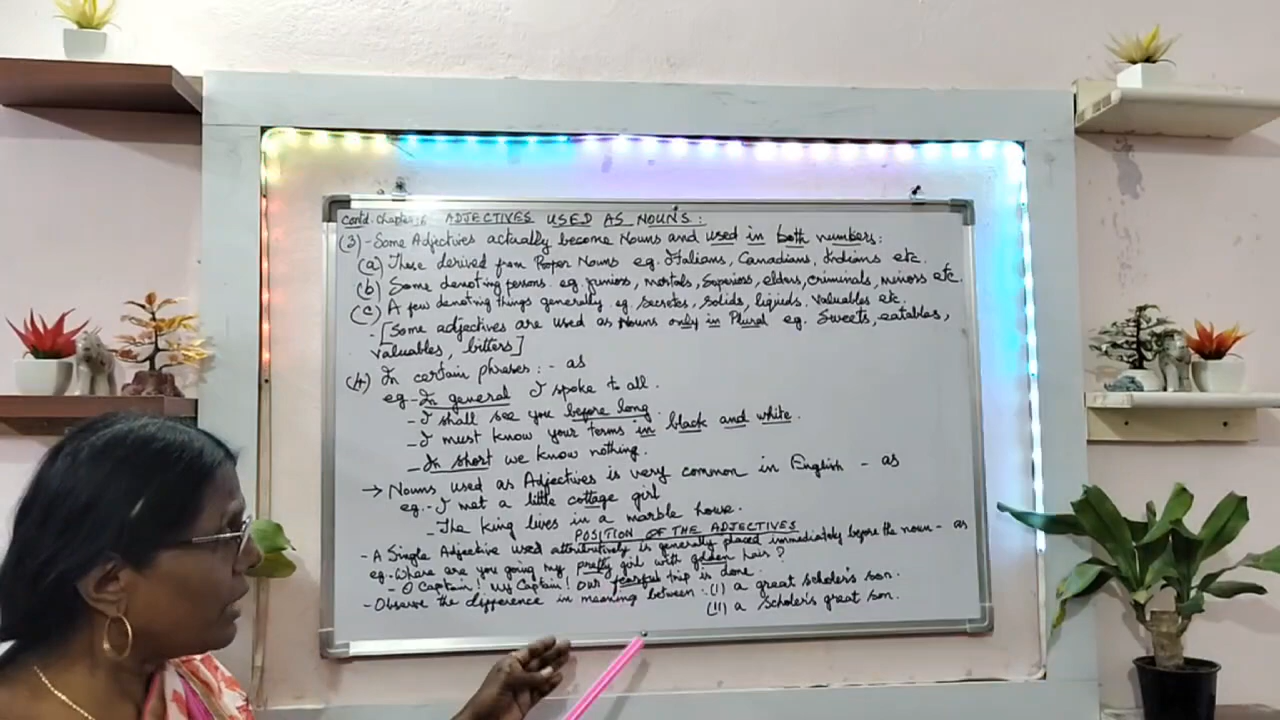 Contd. Chapter 6 ADJECTIVES USED AS NOUNS:
(3) - Some Adjectives actually become Nouns and used in both numbers:
(a) Those derived from Proper Nouns eg. Italians, Canadians, Indians etc.
(b) Some denoting persons. eg. juniors, mortals, Superiors, elders, criminals, minors etc.
(c) A few denoting things generally eg. Secretes, Solids, liquids, Valuables etc.
- [Some adjectives are used as Nouns only in Plural eg. Sweets, eatables,
Valuables, bitters]
(4) In certain phrases: - as
eg - In general I spoke to all.
- I shall see you before long.
- I must know your terms in black and white.
- In short we know nothing.
→ Nouns used as Adjectives is very common in English - as
eg. - I met a little cottage girl
- The King lives in a marble house.
POSITION OF THE ADJECTIVES
- A Single Adjective used attributively is generally placed immediately before the noun - as
eg. - Where are you going my pretty girl with golden hair?
- O Captain! My Captain! Our fearful trip is done.
- Observe the difference in meaning between. (i) a great scholer's son.
(ii) a Scholer's great son.